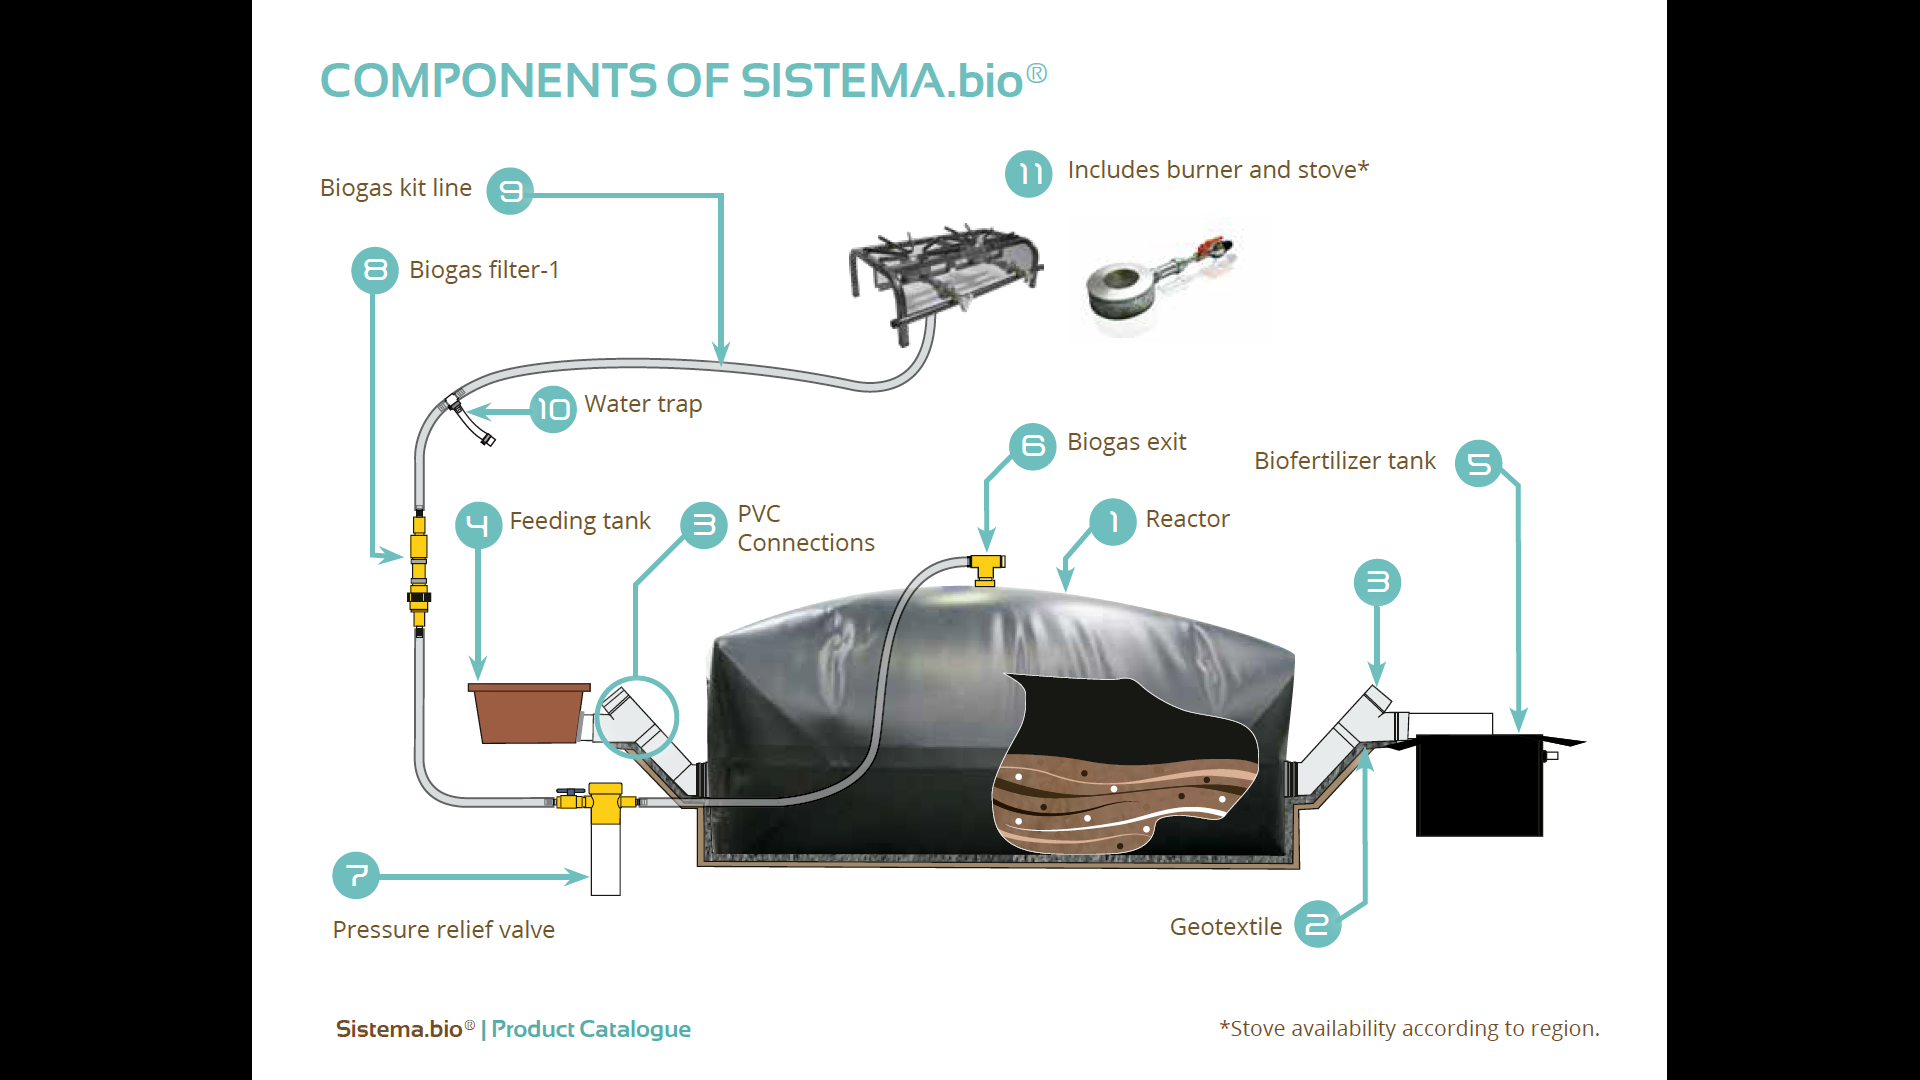 COMPONENTS OF SISTEMA.bio®
11 Includes burner and stove*
Biogas kit line 9
8 Biogas filter-1
10 Water trap
6 Biogas exit
Biofertilizer tank 5
4 Feeding tank
3 PVC
Connections
1 Reactor
3
7
Pressure relief valve
Geotextile 2
Sistema.bio® | Product Catalogue
*Stove availability according to region.